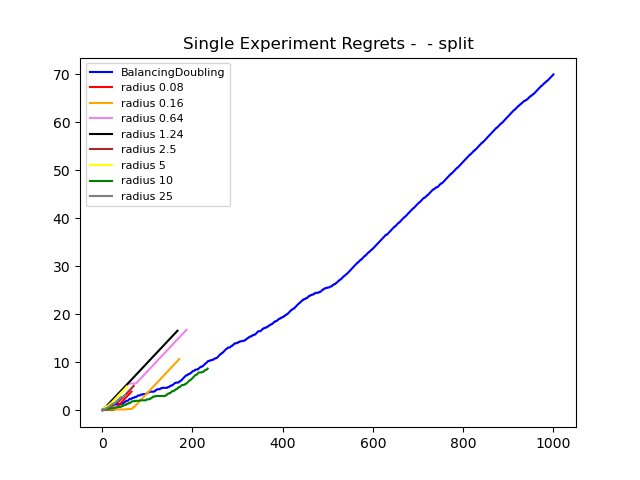 Single Experiment Regrets -  - split
BalancingDoubling
radius 0.08
radius 0.16
radius 0.64
radius 1.24
radius 2.5
radius 5
radius 10
radius 25
70
60
50
40
30
20
10
0
0 200 400 600 800 1000